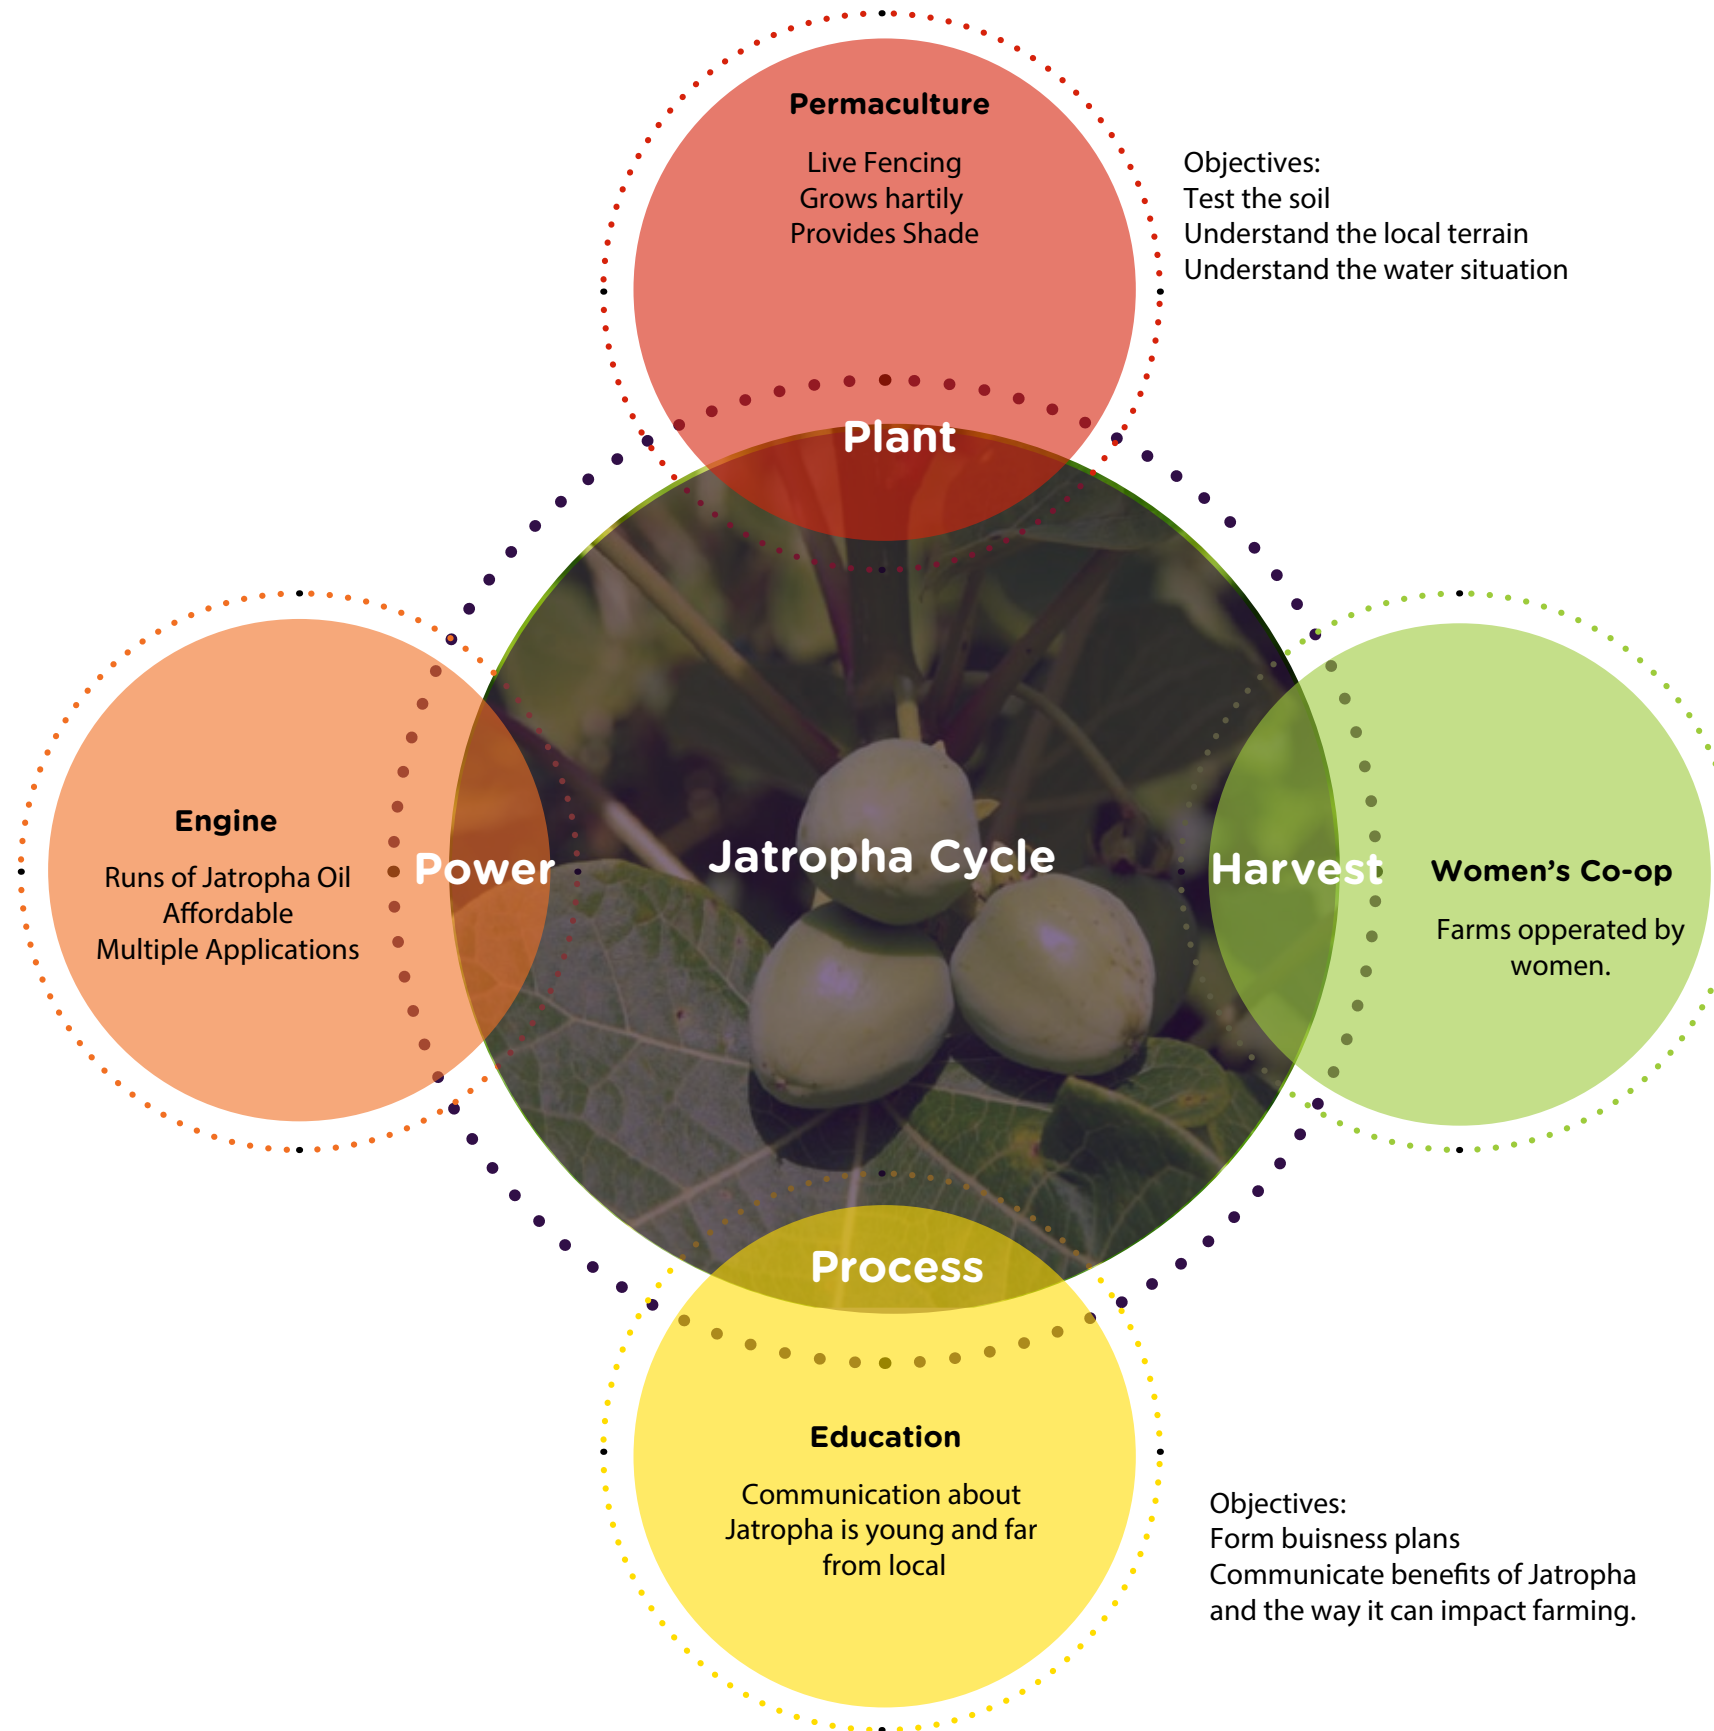 Permaculture
Live Fencing
Grows hartily
Provides Shade
Objectives:
Test the soil
Understand the local terrain
Understand the water situation
Plant
Engine
Runs of Jatropha Oil
Affordable
Multiple Applications
Power
Jatropha Cycle
Harvest
Women's Co-op
Farms opperated by
women.
Process
Education
Communication about
Jatropha is young and far
from local
Objectives:
Form buisness plans
Communicate benefits of Jatropha
and the way it can impact farming.